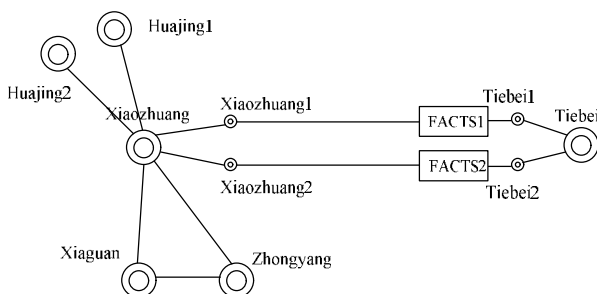 Huajing1
Huajing2
Xiaozhuang
Xiaozhuang1
Tiebei1
Tiebei
FACTS1
FACTS2
Xiaozhuang2
Tiebei2
Xiaguan
Zhongyang